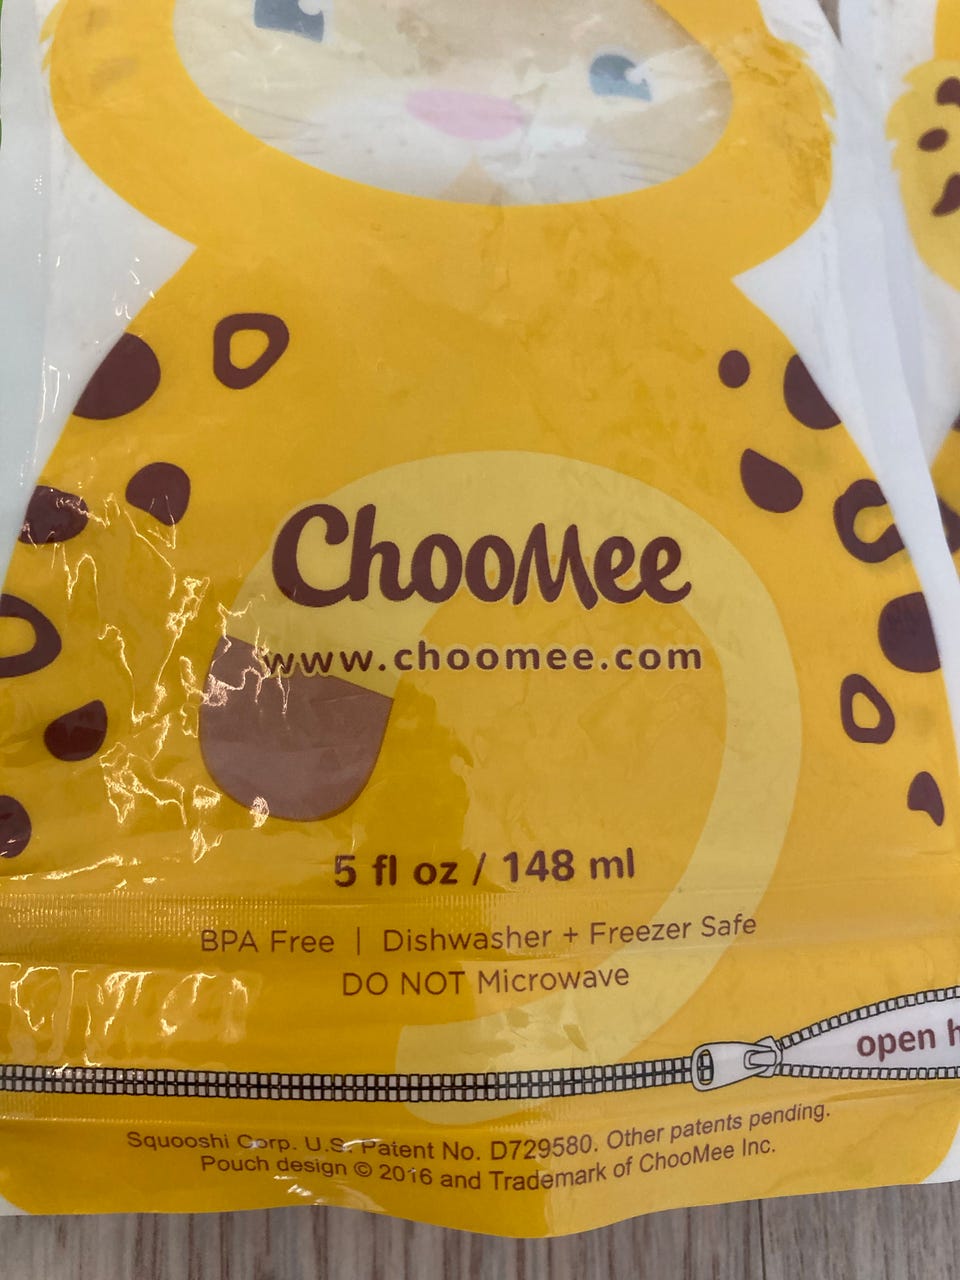 ChooMee
www.choomee.com
5 fl oz / 148 ml
BPA Free | Dishwasher + Freezer Safe
DO NOT Microwave
open
Squooshi Corp. U.S. Patent No. D729580. Other patents pending.
Pouch design © 2016 and Trademark of ChooMee Inc.